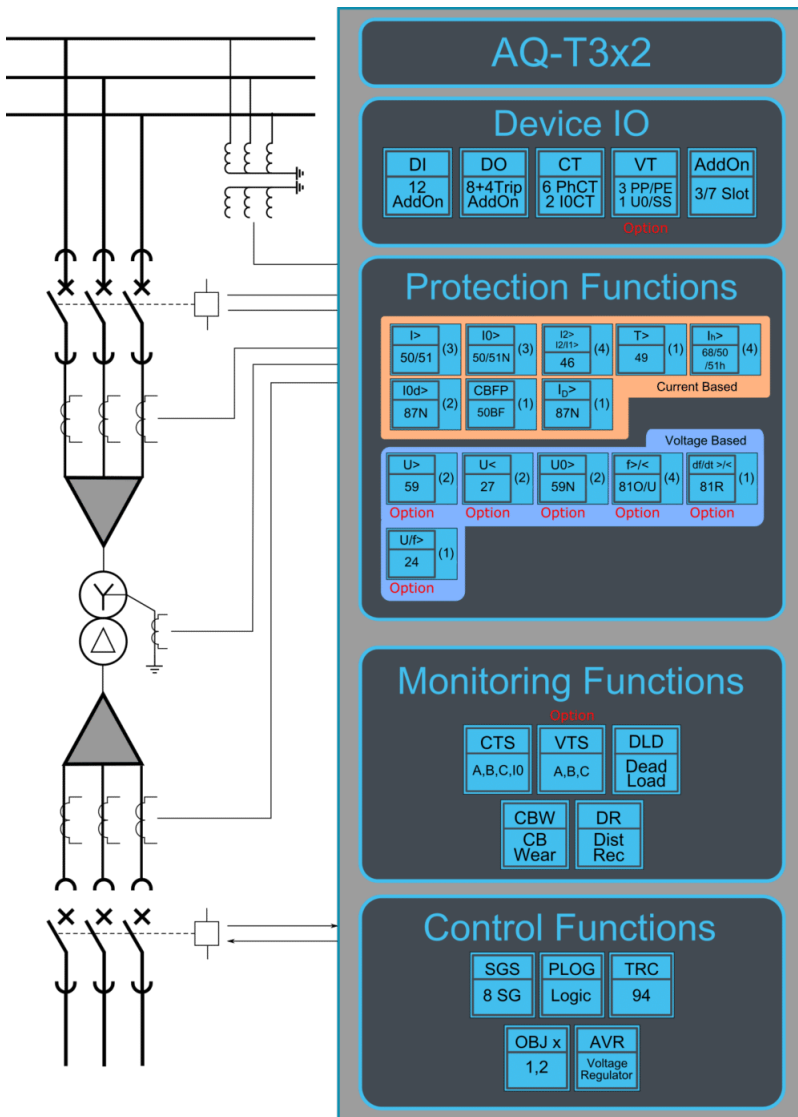 AQ-T3x2
Device IO
DI DO CT VT AddOn
12 8+4Trip 6 PhCT 3 PP/PE 3/7 Slot
AddOn AddOn 2 I0CT 1 U0/SS
Option
Protection Functions
I> I0> I2> T> Ih>
I2/I1>
50/51 (3) 50/51N (3) 46 (4) 49 (1) 68/50 (4)
/51h
I0d> CBFP ID> Current Based
87N (2) 50BF (1) 87N (1)
Voltage Based
U> U< U0> f>/< df/dt >/<
59 (2) 27 (2) 59N (2) 81O/U (4) 81R (1)
Option Option Option Option Option
U/f>
24 (1)
Option
Monitoring Functions
Option
CTS VTS DLD
A,B,C,I0 A,B,C Dead
Load
CBW DR
CB Dist
Wear Rec
Control Functions
SGS PLOG TRC
8 SG Logic 94
OBJ x AVR
1,2 Voltage
Regulator